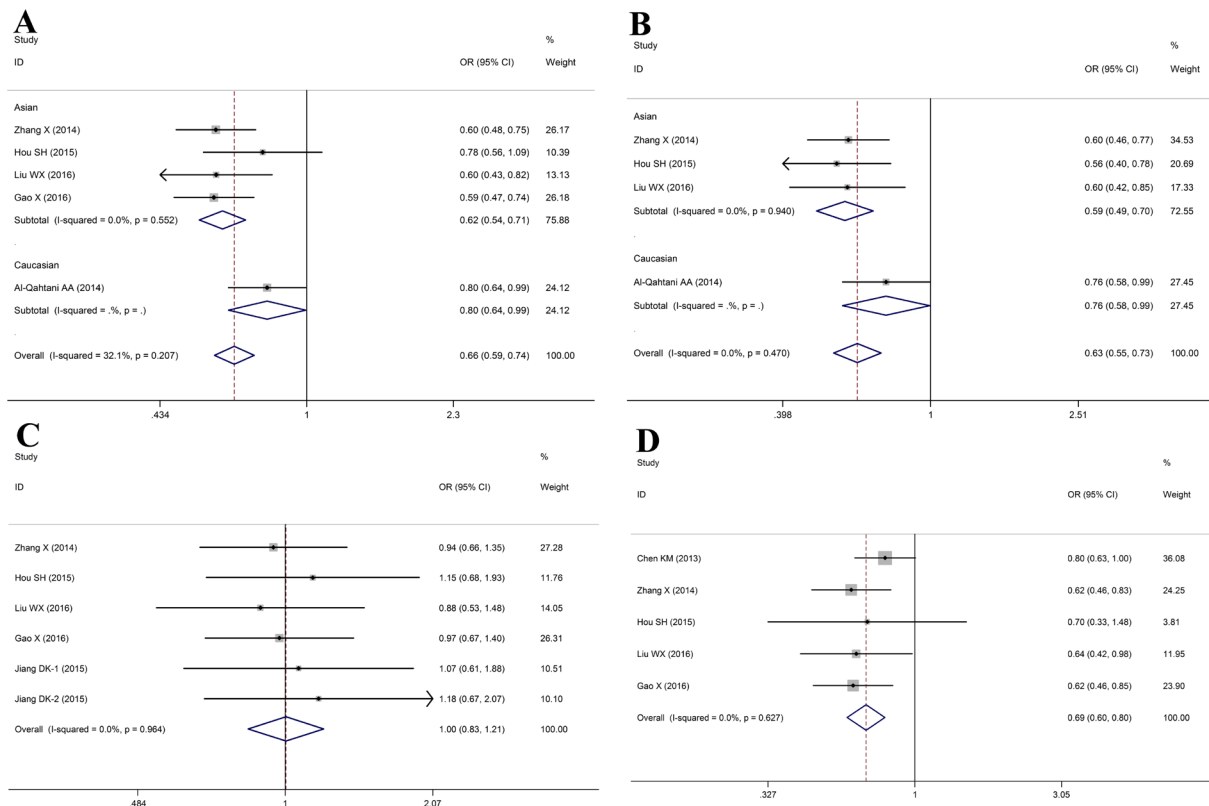 A
Study %
ID OR (95% CI) Weight
Asian
Zhang X (2014) 0.60 (0.48, 0.75) 26.17
Hou SH (2015) 0.78 (0.56, 1.09) 10.39
Liu WX (2016) 0.60 (0.43, 0.82) 13.13
Gao X (2016) 0.59 (0.47, 0.74) 26.18
Subtotal (I-squared = 0.0%, p = 0.552) 0.62 (0.54, 0.71) 75.88
.
Caucasian
Al-Qahtani AA (2014) 0.80 (0.64, 0.99) 24.12
Subtotal (I-squared = .%, p = .) 0.80 (0.64, 0.99) 24.12
.
Overall (I-squared = 32.1%, p = 0.207) 0.66 (0.59, 0.74) 100.00
.434 1 2.3
B
Study %
ID OR (95% CI) Weight
Asian
Zhang X (2014) 0.60 (0.46, 0.77) 34.53
Hou SH (2015) 0.56 (0.40, 0.78) 20.69
Liu WX (2016) 0.60 (0.42, 0.85) 17.33
Subtotal (I-squared = 0.0%, p = 0.940) 0.59 (0.49, 0.70) 72.55
.
Caucasian
Al-Qahtani AA (2014) 0.76 (0.58, 0.99) 27.45
Subtotal (I-squared = .%, p = .) 0.76 (0.58, 0.99) 27.45
.
Overall (I-squared = 0.0%, p = 0.470) 0.63 (0.55, 0.73) 100.00
.398 1 2.51
C
Study %
ID OR (95% CI) Weight
Zhang X (2014) 0.94 (0.66, 1.35) 27.28
Hou SH (2015) 1.15 (0.68, 1.93) 11.76
Liu WX (2016) 0.88 (0.53, 1.48) 14.05
Gao X (2016) 0.97 (0.67, 1.40) 26.31
Jiang DK-1 (2015) 1.07 (0.61, 1.88) 10.51
Jiang DK-2 (2015) 1.18 (0.67, 2.07) 10.10
Overall (I-squared = 0.0%, p = 0.964) 1.00 (0.83, 1.21) 100.00
.484 1 2.07
D
Study %
ID OR (95% CI) Weight
Chen KM (2013) 0.80 (0.63, 1.00) 36.08
Zhang X (2014) 0.62 (0.46, 0.83) 24.25
Hou SH (2015) 0.70 (0.33, 1.48) 3.81
Liu WX (2016) 0.64 (0.42, 0.98) 11.95
Gao X (2016) 0.62 (0.46, 0.85) 23.90
Overall (I-squared = 0.0%, p = 0.627) 0.69 (0.60, 0.80) 100.00
.327 1 3.05